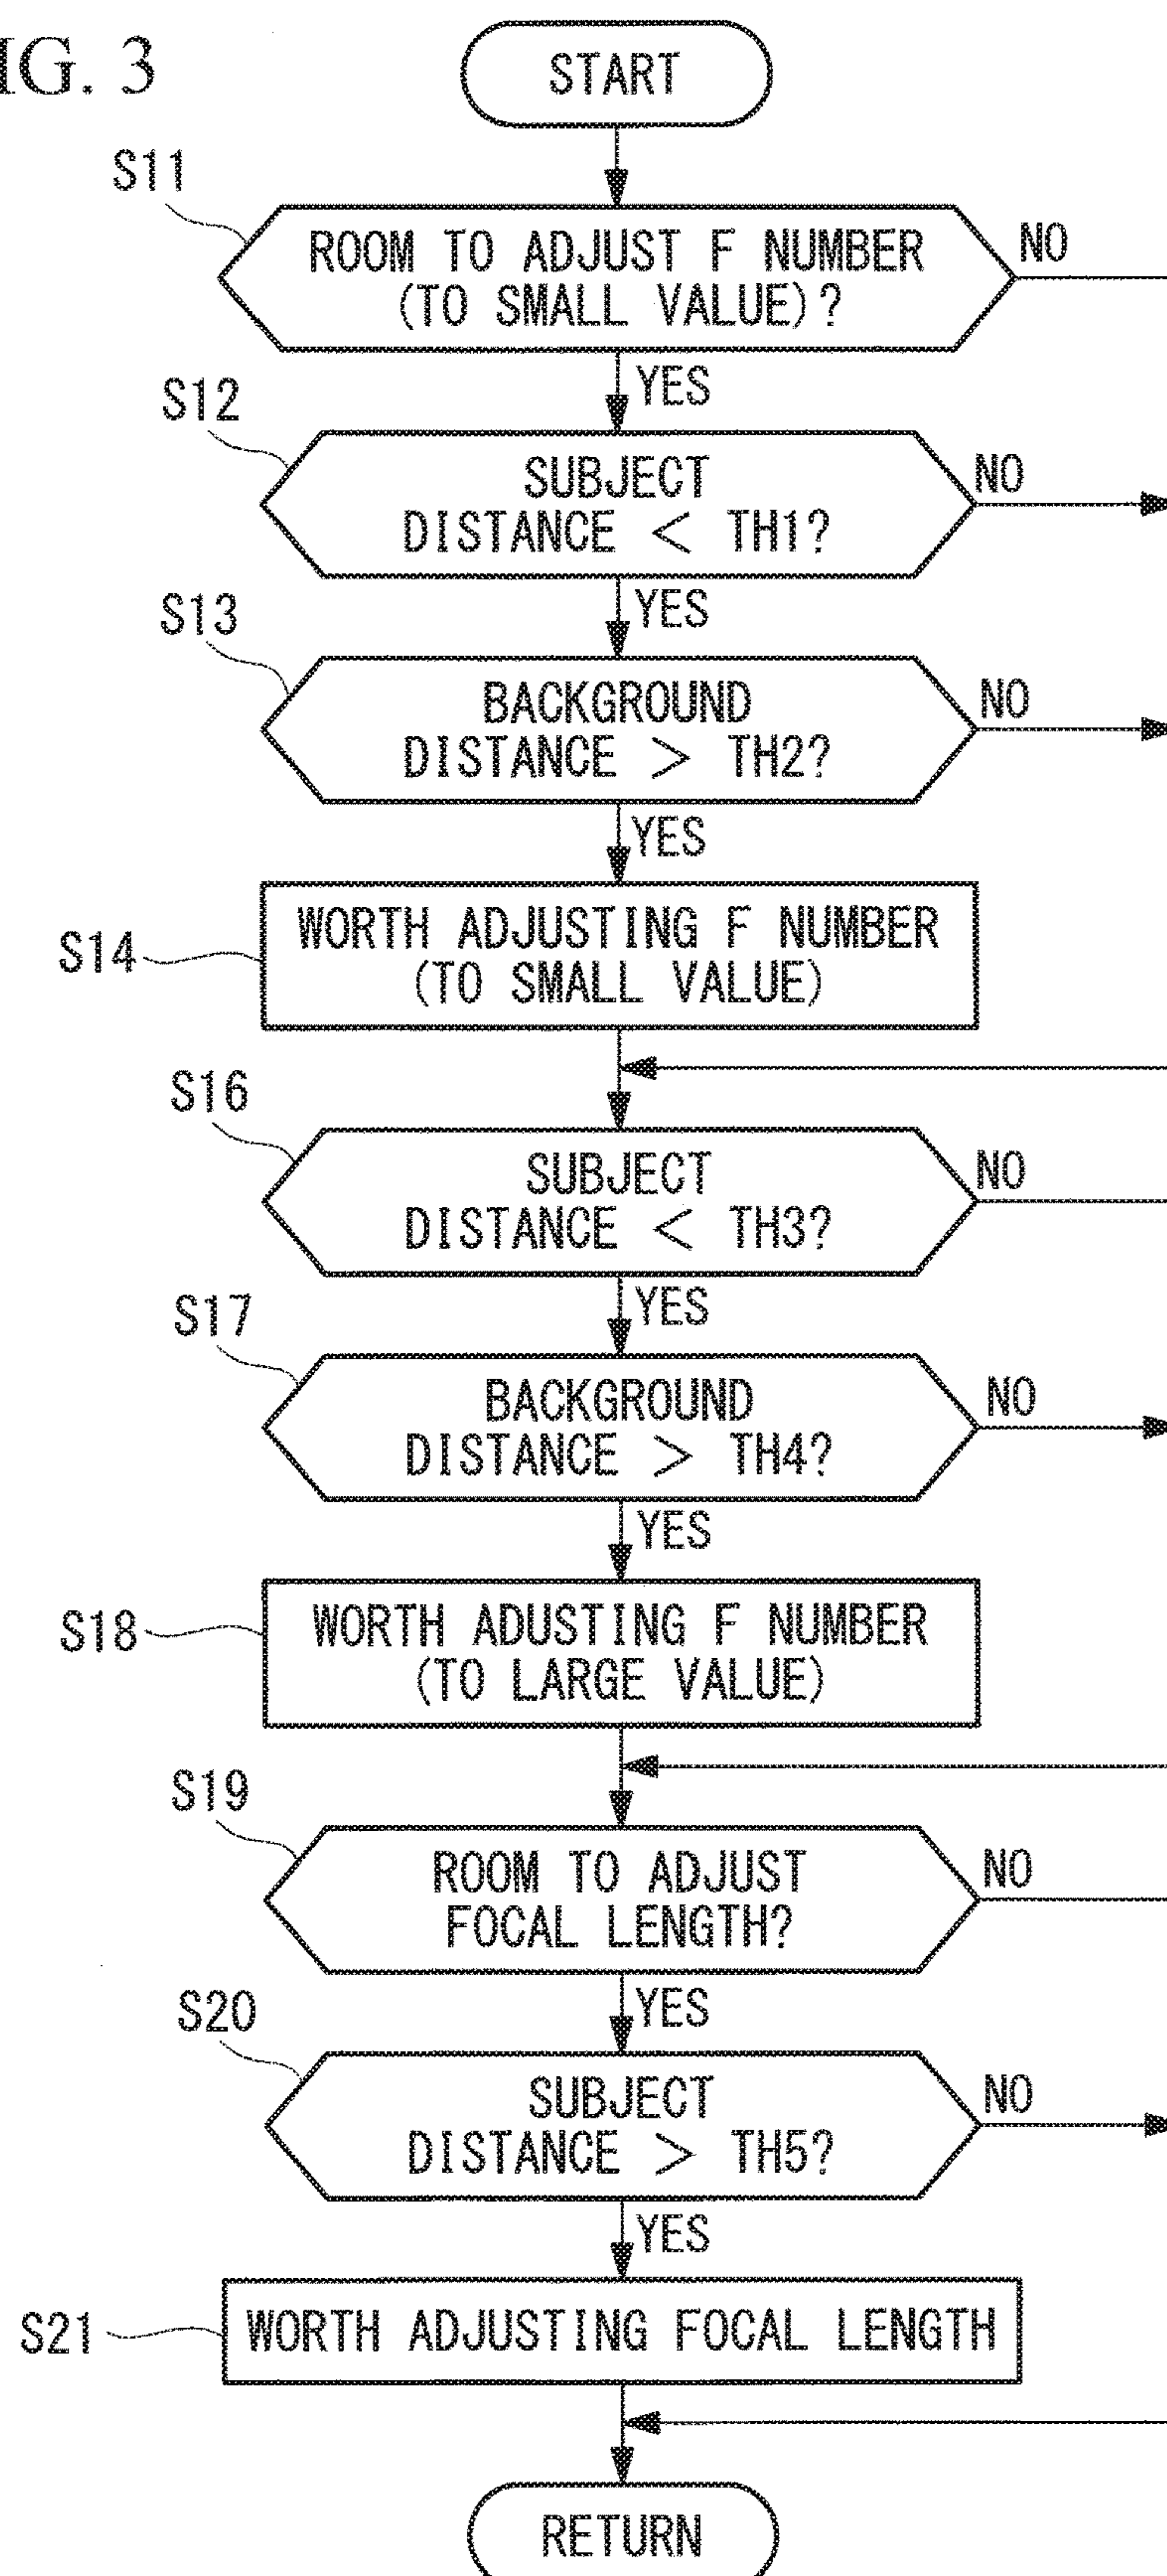 IG. 3
START
S11
ROOM TO ADJUST F NUMBER
(TO SMALL VALUE)?
NO
YES
S12
SUBJECT
DISTANCE < TH1?
NO
YES
S13
BACKGROUND
DISTANCE > TH2?
NO
YES
S14
WORTH ADJUSTING F NUMBER
(TO SMALL VALUE)
S16
SUBJECT
DISTANCE < TH3?
NO
YES
S17
BACKGROUND
DISTANCE > TH4?
NO
YES
S18
WORTH ADUSTING F NUMBER
(TO LARGE VALUE)
S19
ROOM TO ADJUST
FOCAL LENGTH?
NO
YES
S20
SUBJECT
DISTANCE > TH5?
NO
YES
S21
WORTH ADJUSTING FOCAL LENGTH
RETURN